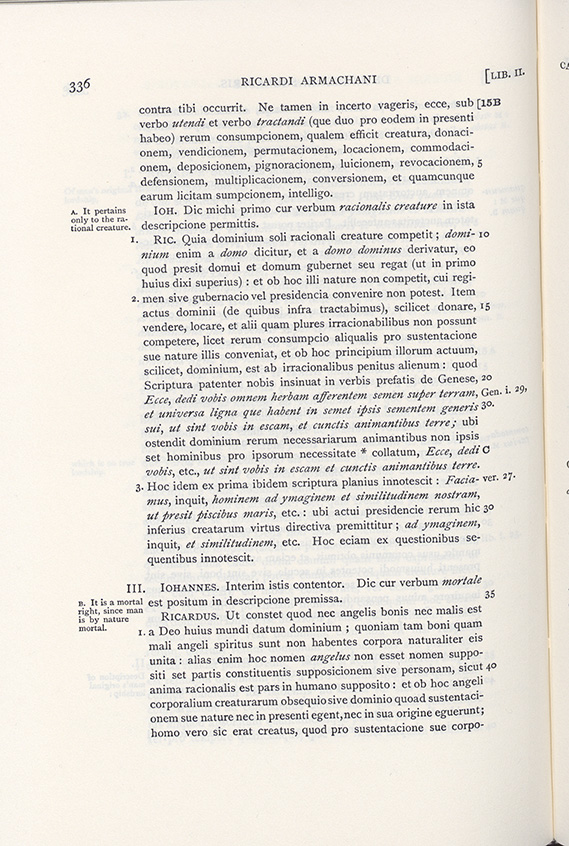 336 RICARDI ARMACHANI [LIB. II.
contra tibi occurrit. Ne tamen in incerto vageris, ecce, sub [15B
verbo utendi et verbo tractandi (que duo pro eodem in presenti
habeo) rerum consumpcionem, qualem efficit creatura, donaci-
onem, vendicionem, permutacionem, locacionem, commodaci-
onem, deposicionem, pignoracionem, luicionem, revocacionem, 5
defensionem, multiplicacionem, conversionem, et quamcunque
earum licitam sumpcionem, intelligo.
A. It pertains
only to the ra-
tional creature.
IOH. Dic michi primo cur verbum racionalis creature in ista
descripcione permittis.
1. RIC. Quia dominium soli racionali creature competit; domi- 10
nium enim a domo dicitur, et a domo dominus derivatur, eo
quod presit domui et domum gubernet seu regat (ut in primo
huius dixi superius) : et ob hoc illi nature non competit, cui regi-
2. men sive gubernacio vel presidencia convenire non potest. Item
actus dominii (de quibus infra tractabimus), scilicet donare, 15
vendere, locare, et alii quam plures irracionabilibus non possunt
competere, licet rerum consumpcio aliqualis pro sustentacione
sue nature illis conveniat, et ob hoc principium illorum actuum,
scilicet, dominium, est ab irracionalibus penitus alienum : quod
Scriptura patenter nobis insinuat in verbis prefatis de Genese, 20
Ecce, dedi vobis omnem herbam afferentem semen super terram, Gen. i. 29,
et universa ligna que habent in semet ipsis sementem generis 30.
sui, ut sint vobis in escam, et cunctis animantibus terre; ubi
ostendit dominium rerum necessariarum animantibus non ipsis
set hominibus pro ipsorum necessitate * collatum, Ecce, dedi C
vobis, etc., ut sint vobis in escam et cunctis animantibus terre.
3. Hoc idem ex prima ibidem scriptura planius innotescit : Facia- ver. 27.
mus, inquit, hominem ad ymaginem et similitudinem nostram,
ut presit piscibus maris, etc. : ubi actui presidencie rerum hic 30
inferius creatarum virtus directiva premittitur ; ad ymaginem,
inquit, et similitudinem, etc. Hoc eciam ex questionibus se-
quentibus innotescit.
III. IOHANNES. Interim istis contentor. Dic cur verbum mortale
est positum in descripcione premissa. 35
B. It is a mortal
right, since man
is by nature
mortal.
RICARDUS. Ut constet quod nec angelis bonis nec malis est
1. a Deo huius mundi datum dominium ; quoniam tam boni quam
mali angeli spiritus sunt non habentes corpora naturaliter eis
unita : alias enim hoc nomen angelus non esset nomen suppo-
siti set partis constituentis supposicionem sive personam, sicut 40
anima racionalis est pars in humano supposito : et ob hoc angeli
corporalium creaturarum obsequio sive dominio quoad sustentaci-
onem sue nature nec in presenti egent, nec in sua origine eguerunt;
homo vero sic erat creatus, quod pro sustentacione sue corpo-